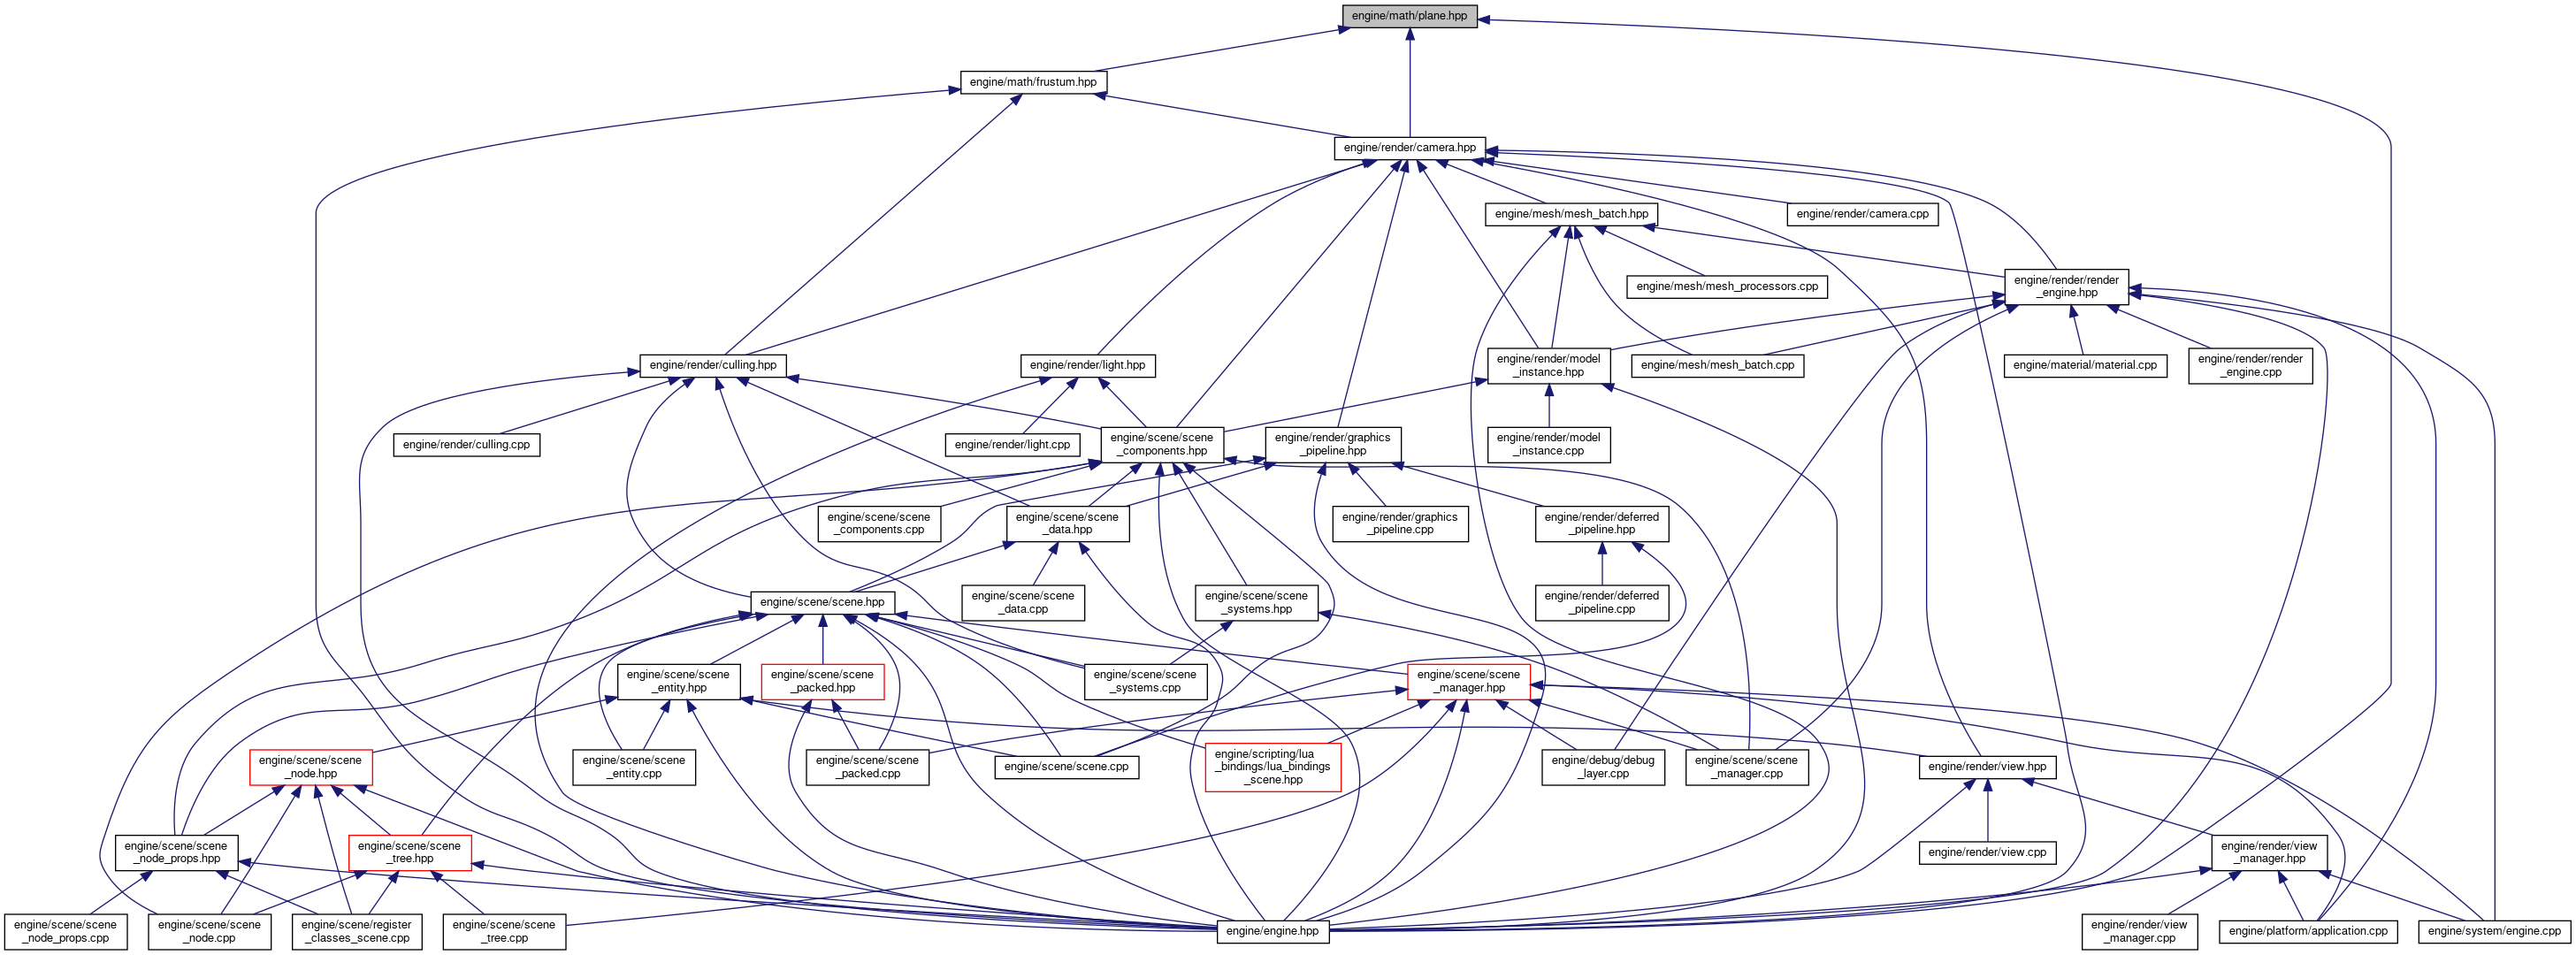 engine/math/plane.hpp
engine/math/frustum.hpp
engine/render/camera.hpp
engine/mesh/mesh_batch.hpp
engine/render/camera.cpp
engine/mesh/mesh_processors.cpp
engine/render/render
_engine.hpp
engine/render/culling.hpp
engine/render/light.hpp
engine/render/model
_instance.hpp
engine/mesh/mesh_batch.cpp
engine/material/material.cpp
engine/render/render
_engine.cpp
engine/render/culling.cpp
engine/render/light.cpp
engine/scene/scene
_components.hpp
engine/render/graphics
_pipeline.hpp
engine/render/model
_instance.cpp
engine/scene/scene
_components.cpp
engine/scene/scene
_data.hpp
engine/render/graphics
_pipeline.cpp
engine/render/deferred
_pipeline.hpp
engine/scene/scene.hpp
engine/scene/scene
_data.cpp
engine/scene/scene
_systems.hpp
engine/render/deferred
_pipeline.cpp
engine/scene/scene
_entity.hpp
engine/scene/scene
_packed.hpp
engine/scene/scene
_systems.cpp
engine/scene/scene
_manager.hpp
engine/scene/scene
_node.hpp
engine/scene/scene
_entity.cpp
engine/scene/scene
_packed.cpp
engine/scene/scene.cpp
engine/scripting/lua
_bindings/lua_bindings
_scene.hpp
engine/debug/debug
_layer.cpp
engine/scene/scene
_manager.cpp
engine/render/view.hpp
engine/scene/scene
_node_props.hpp
engine/scene/scene
_tree.hpp
engine/render/view.cpp
engine/render/view
_manager.hpp
engine/scene/scene
_node_props.cpp
engine/scene/scene
_node.cpp
engine/scene/register
_classes_scene.cpp
engine/scene/scene
_tree.cpp
engine/engine.hpp
engine/render/view
_manager.cpp
engine/platform/application.cpp
engine/system/engine.cpp